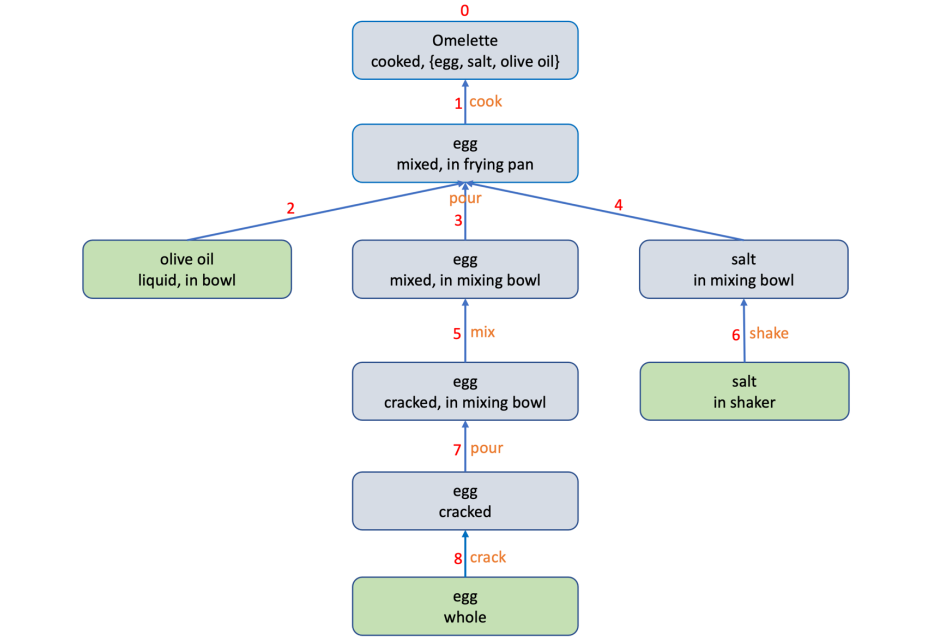 0
Omelette
cooked, {egg, salt, olive oil}
1 cook
egg
mixed, in frying pan
pour
2
3
4
olive oil
liquid, in bowl
egg
mixed, in mixing bowl
salt
in mixing bowl
5 mix
6 shake
egg
cracked, in mixing bowl
salt
in shaker
7 pour
egg
cracked
8 crack
egg
whole